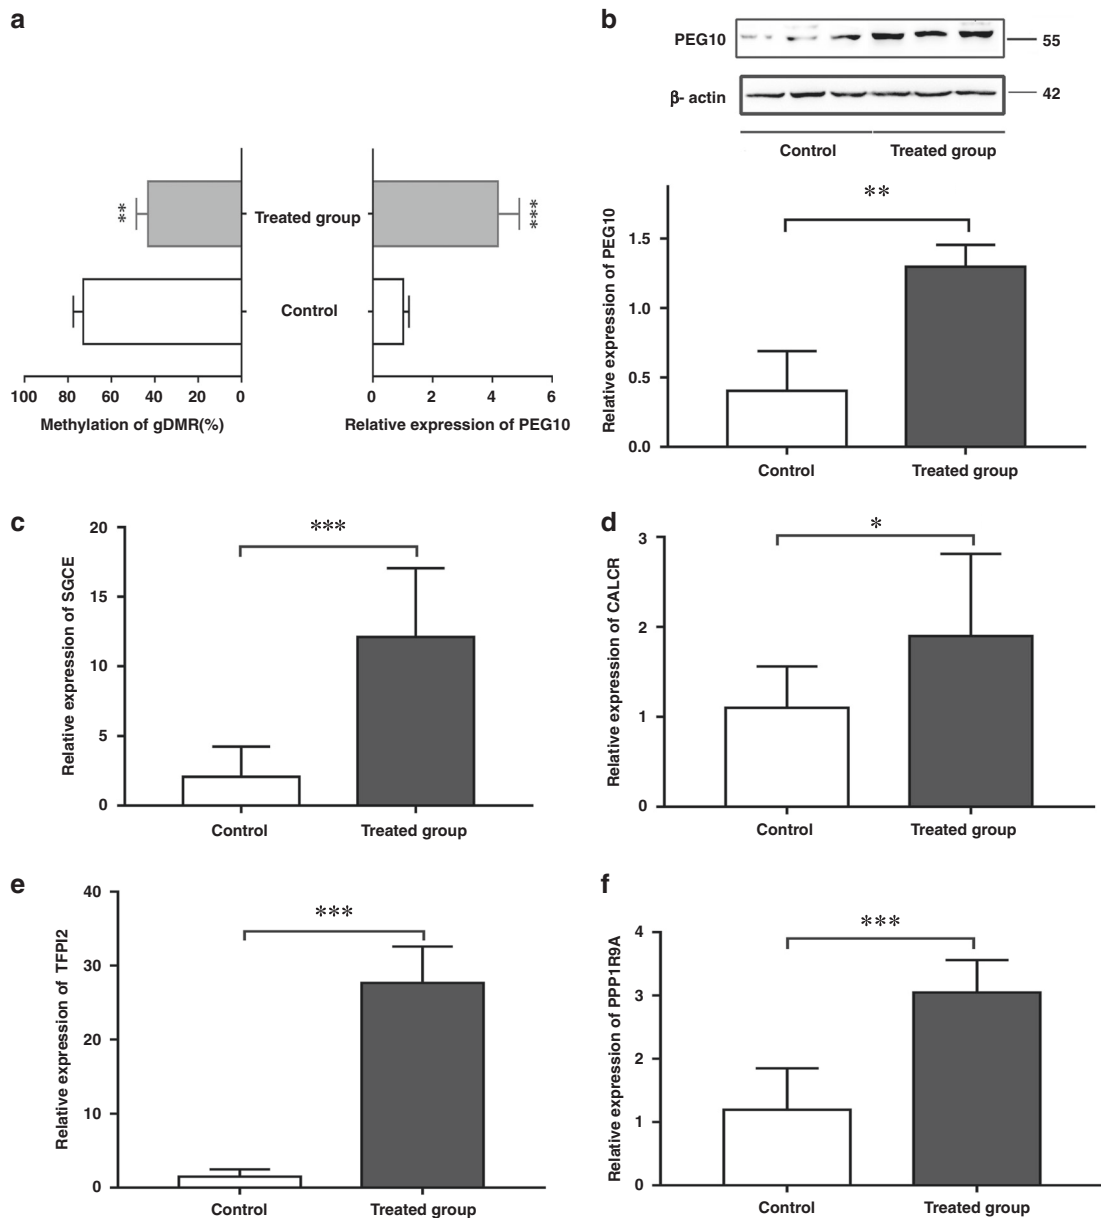 a
**
Treated group
***
Control
100 80 60 40 20 0
0 2 4 6
Methylation of gDMR(%)
Relative expression of PEG10
b
PEG10
55
β- actin
42
Control
Treated group
**
Relative expression of PEG10
1.5
1.0
0.5
0.0
Control
Treated group
c
***
Relative expression of SGCE
20
15
10
5
0
Control
Treated group
d
*
Relative expression of CALCR
3
2
1
0
Control
Treated group
e
***
Relative expression of TFPI2
40
30
20
10
0
Control
Treated group
f
***
Relative expression of PPP1R9A
4
3
2
1
0
Control
Treated group